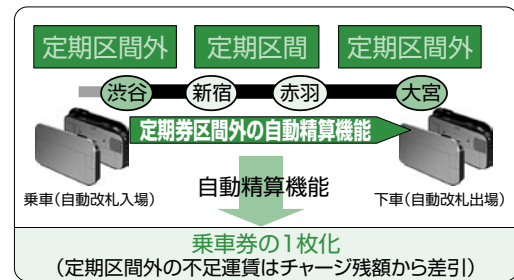 定期区間外 定期区間 定期区間外
渋谷 新宿 赤羽 大宮
定期券区間外の自動精算機能
乗車(自動改札入場) 自動精算機能 下車(自動改札出場)
乗車券の1枚化
(定期区間外の不足運賃はチャージ残額から差引)